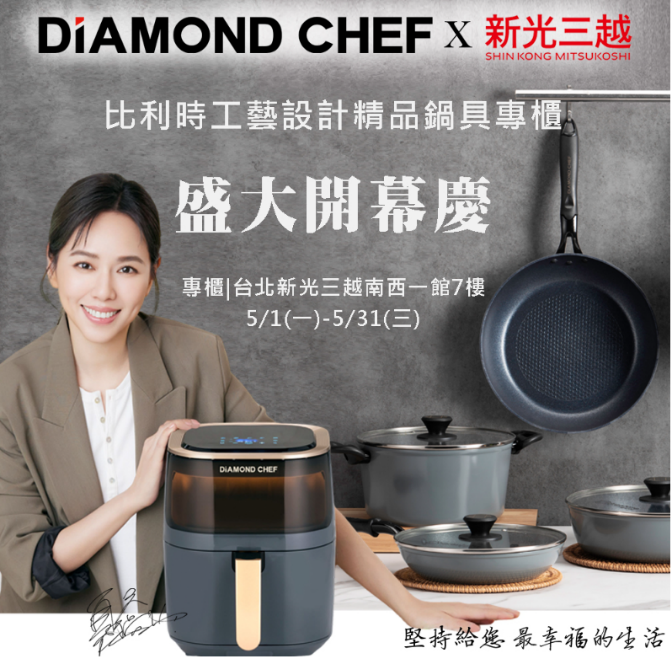 DiAMOND CHEF X 新光三越
SHIN KONG MITSUKOSHI
比利時工藝設計精品鍋具專櫃
盛大開幕慶
專櫃|台北新光三越南西一館7樓
5/1(一)-5/31(三)
DiAMOND CHEF
堅持給您 最幸福的生活